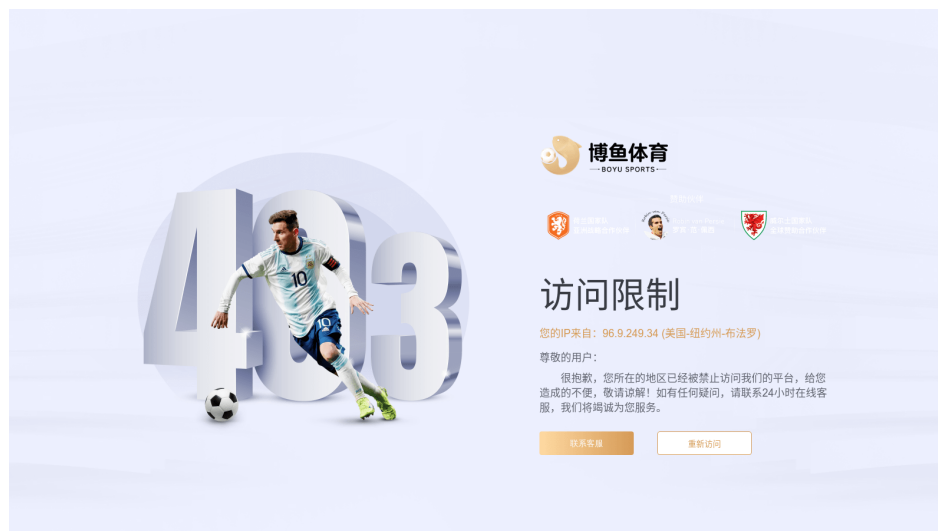 403
10
10
博鱼体育
BOYU SPORTS
访问限制
您的IP来自：96.9.249.34 (美国-纽约州-布法罗)
尊敬的用户：
很抱歉，您所在的地区已经被禁止访问我们的平台，给您
造成的不便，敬请谅解！如有任何疑问，请联系24小时在线客
服，我们将竭诚为您服务。
联系客服
重新访问